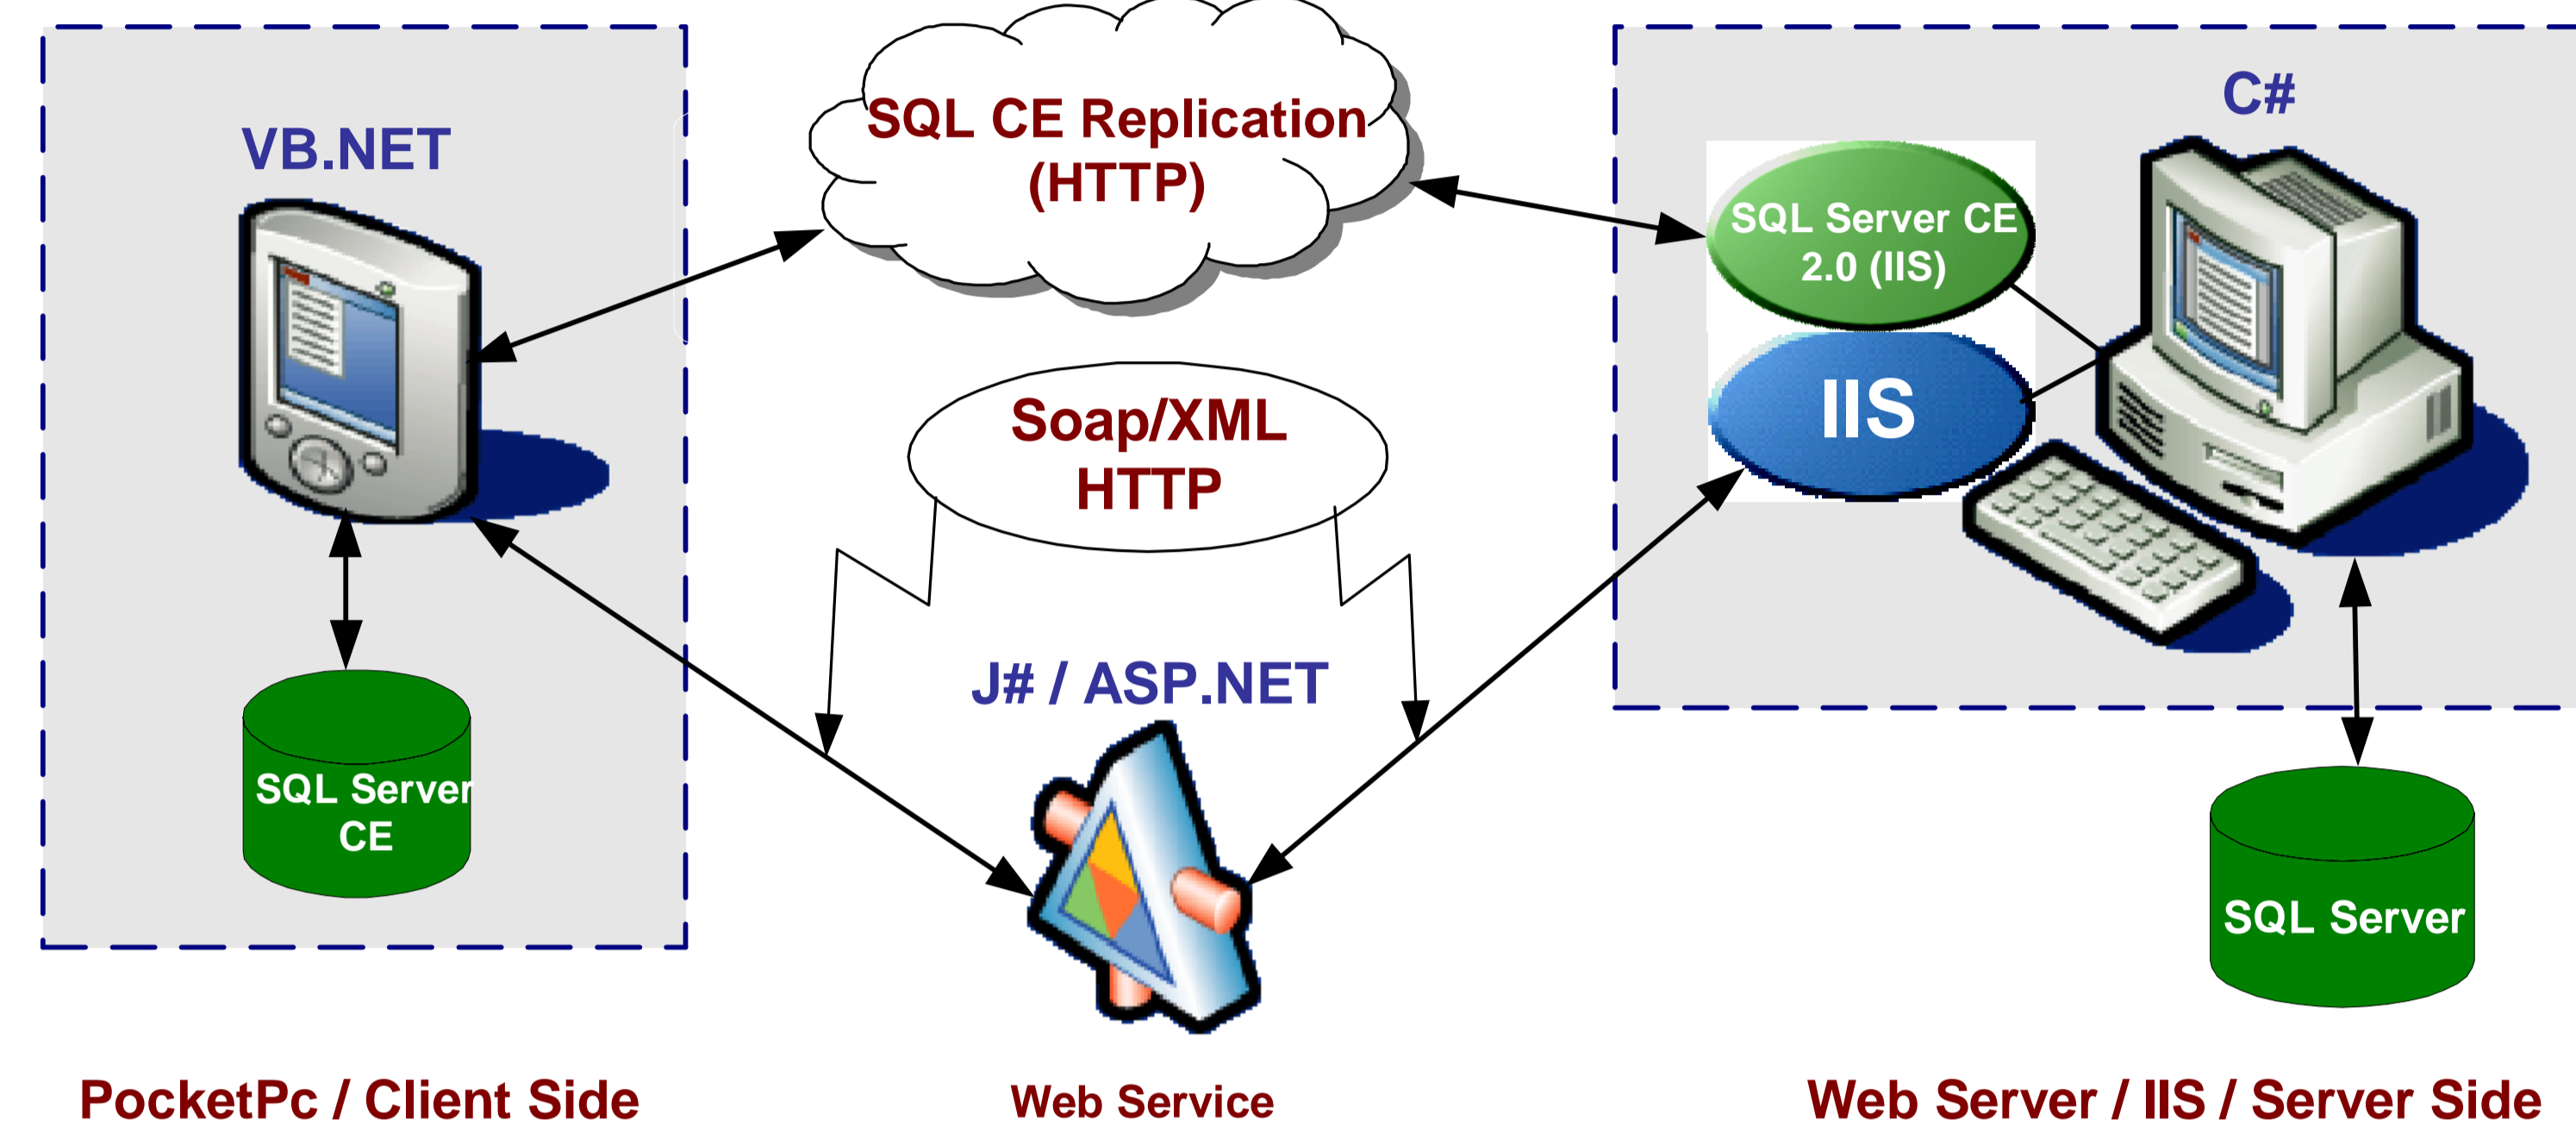 VB.NET
SQL Server
CE
PocketPc / Client Side
SQL CE Replication
(HTTP)
Soap/XML
HTTP
J# / ASP.NET
Web Service
C#
SQL Server CE
2.0 (IIS)
IIS
SQL Server
Web Server / IIS / Server Side